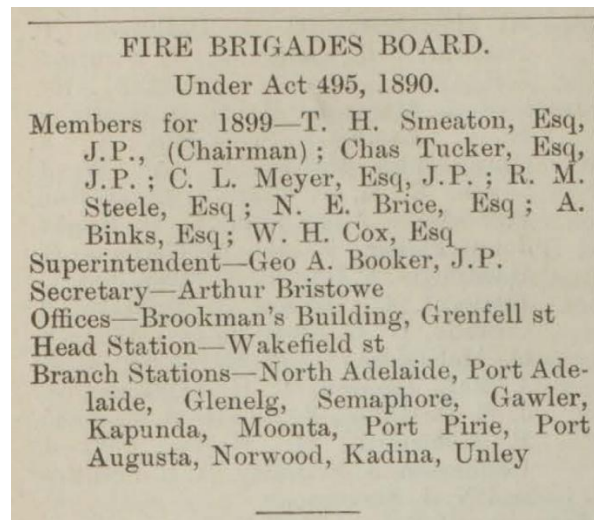 FIRE BRIGADES BOARD.
Under Act 495, 1890.
Members for 1899—T. H. Smeaton, Esq,
J.P., (Chairman) ; Chas Tucker, Esq,
J.P. ; C. L. Meyer, Esq, J.P. ; R. M.
Steele, Esq ; N. E. Brice, Esq ; A.
Binks, Esq ; W. H. Cox, Esq
Superintendent—Geo A. Booker, J.P.
Secretary—Arthur Bristowe
Offices—Brookman's Building, Grenfell st
Head Station—Wakefield st
Branch Stations—North Adelaide, Port Ade-
laide, Glenelg, Semaphore, Gawler,
Kapunda, Moonta, Port Pirie, Port
Augusta, Norwood, Kadina, Unley